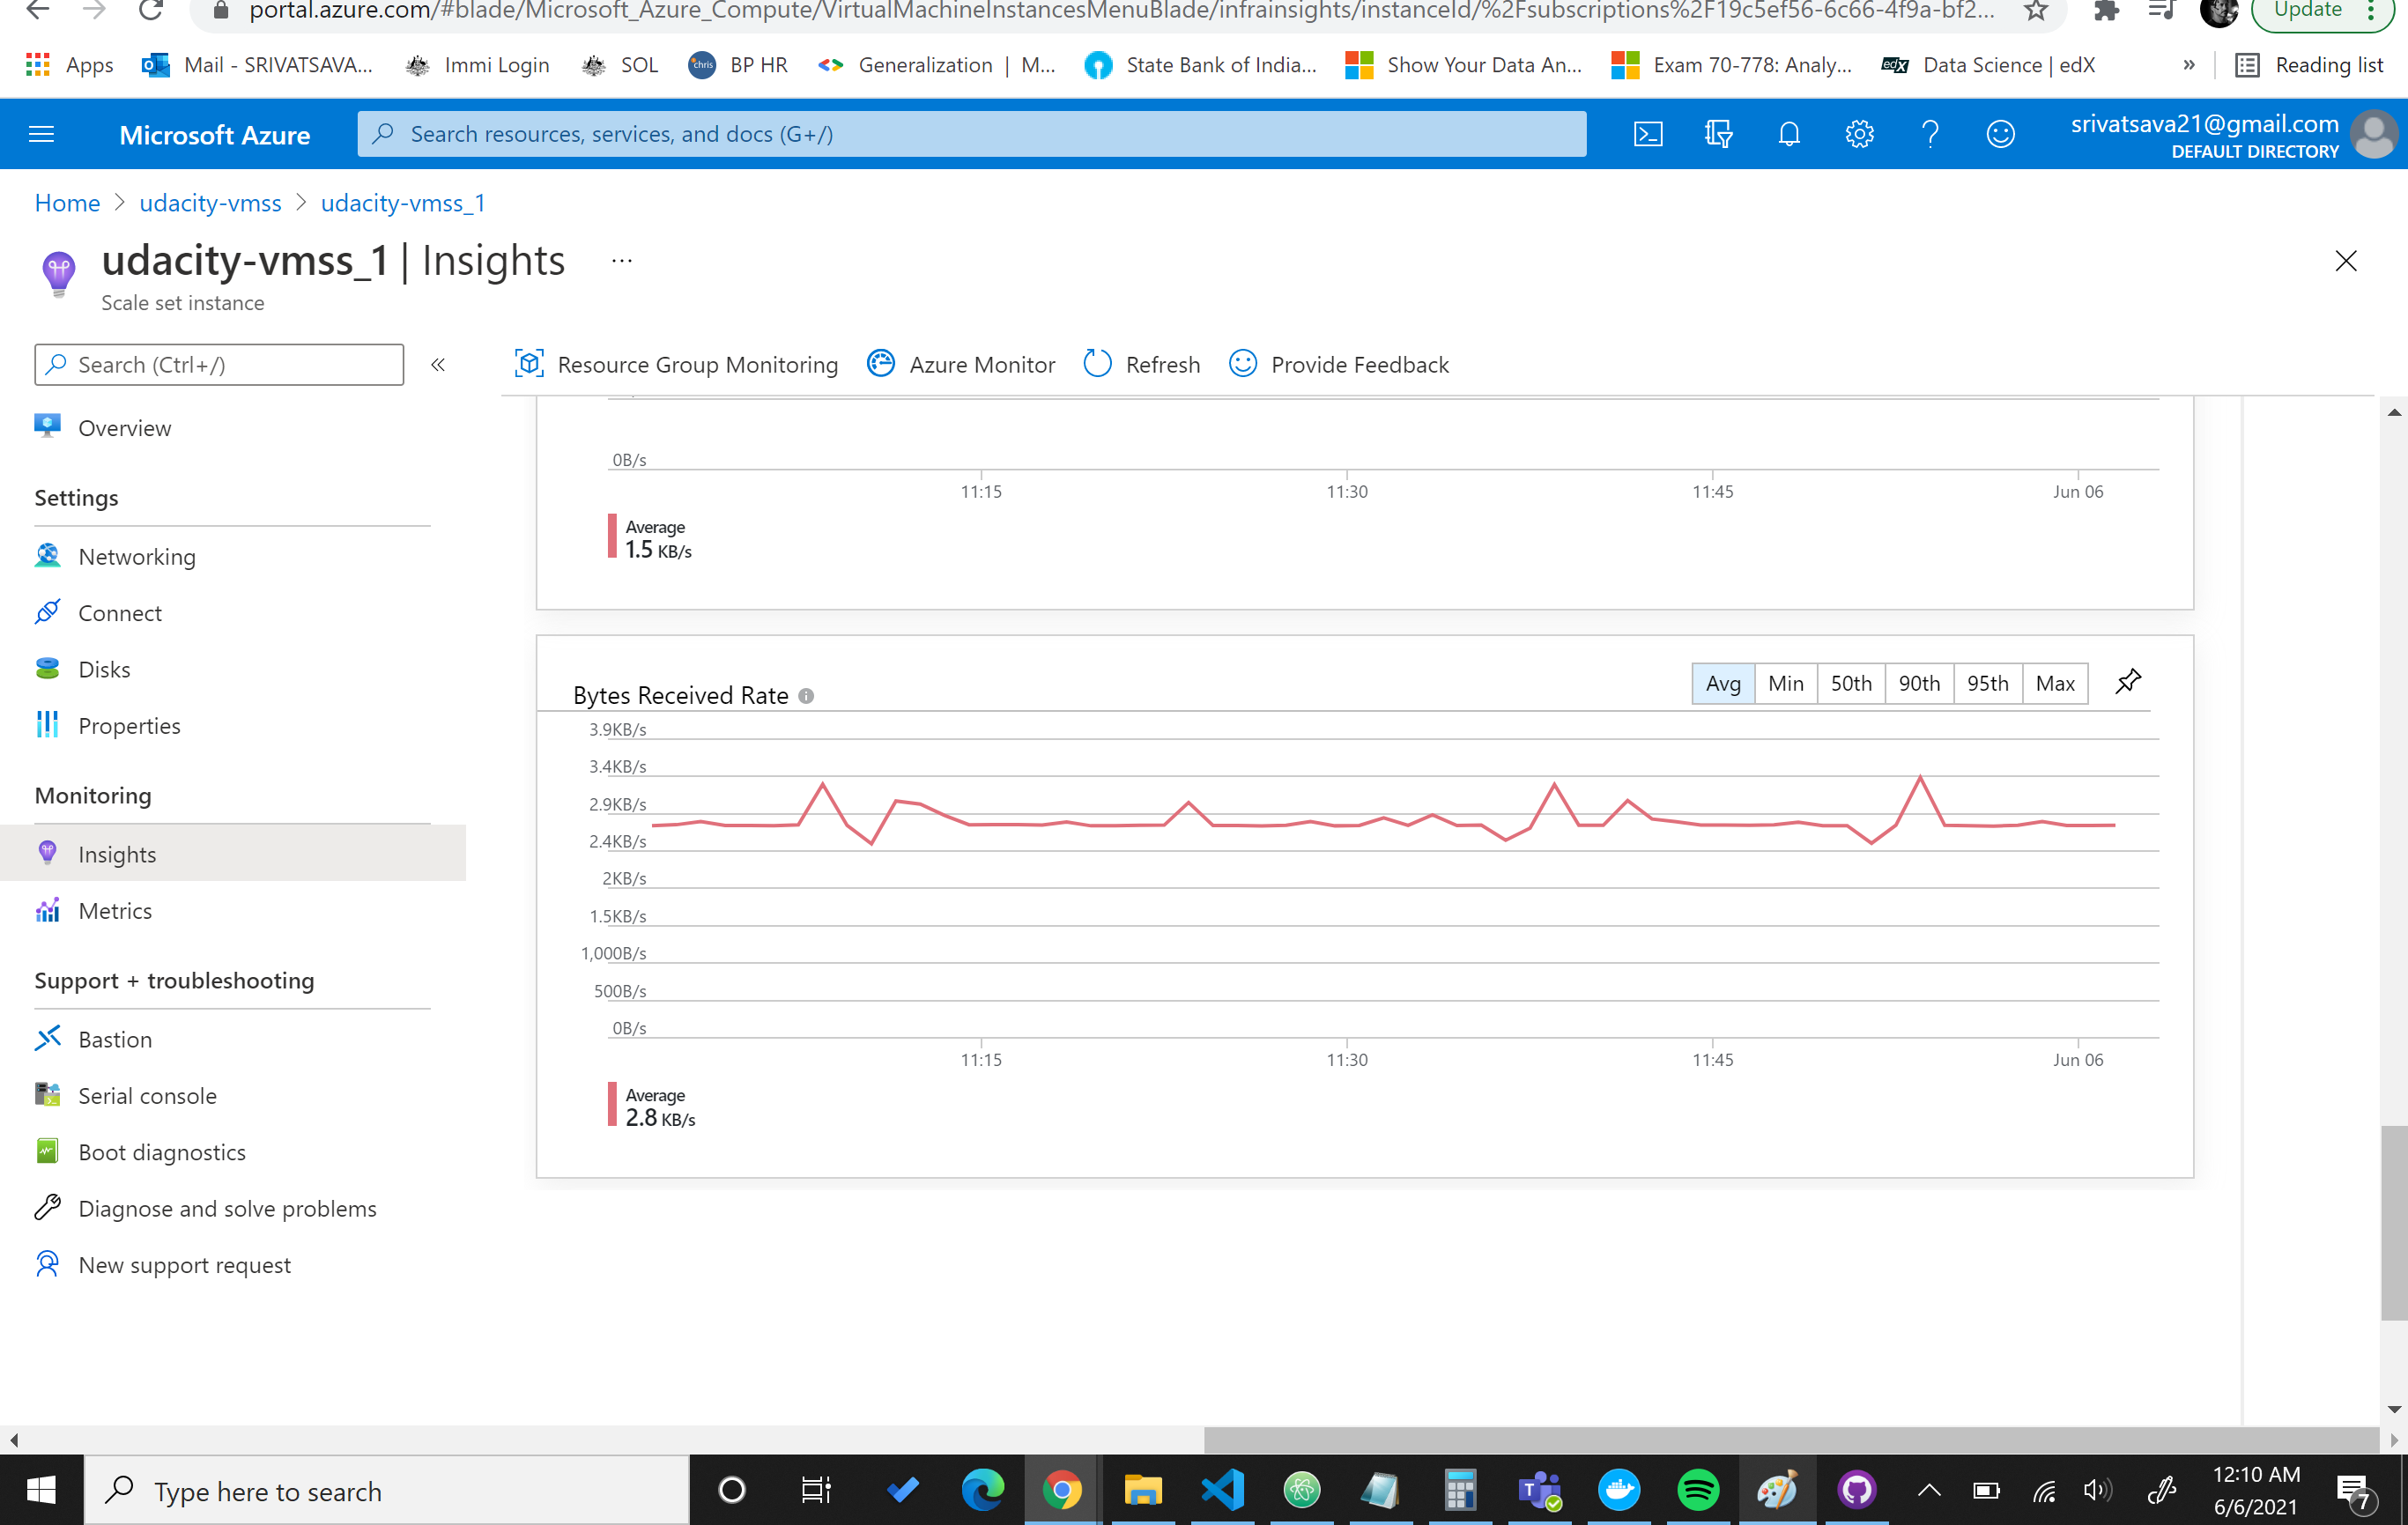 portal.azure.com/#blade/Microsoft_Azure_Compute/VirtualMachineInstancesMenuBlade/infrainsights/instanceId/%2Fsubscriptions%2F19c5ef56-6c66-4f9a-bf2...
Update
Apps
Mail - SRIVATSAVA...
Immi Login
SOL
chris
BP HR
Generalization | M...
State Bank of India...
Show Your Data An...
Exam 70-778: Analy...
edX
Data Science | edX
»
Reading list
Microsoft Azure
Search resources, services, and docs (G+/)
srivatsava21@gmail.com
DEFAULT DIRECTORY
Home > udacity-vmss > udacity-vmss_1
udacity-vmss_1 | Insights ...
Scale set instance
Search (Ctrl+/)
«
Resource Group Monitoring
Azure Monitor
Refresh
Provide Feedback
Overview
Settings
Networking
Connect
Disks
Properties
Monitoring
Insights
Metrics
Support + troubleshooting
Bastion
Serial console
Boot diagnostics
Diagnose and solve problems
New support request
0B/s
11:15
11:30
11:45
Jun 06
Average
1.5 KB/s
Bytes Received Rate
Avg
Min
50th
90th
95th
Max
3.9KB/s
3.4KB/s
2.9KB/s
2.4KB/s
2KB/s
1.5KB/s
1,000B/s
500B/s
0B/s
11:15
11:30
11:45
Jun 06
Average
2.8 KB/s
Type here to search
12:10 AM
6/6/2021
7